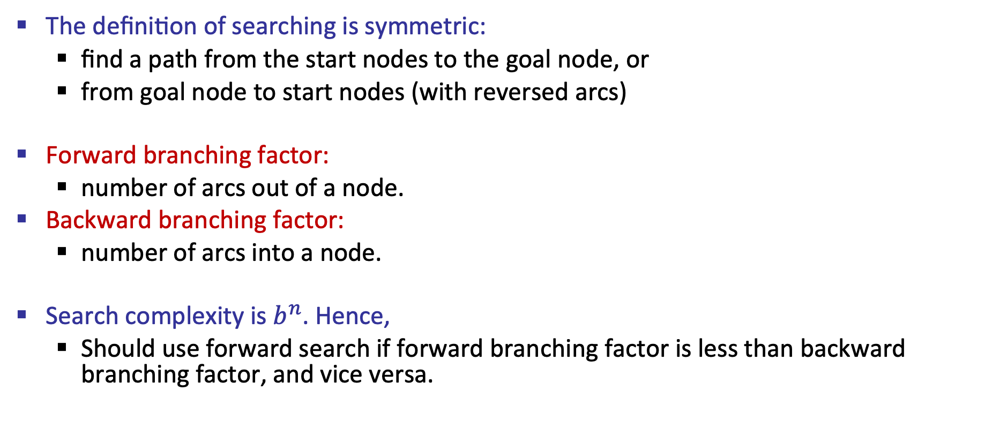 ▪ The definition of searching is symmetric:
▪ find a path from the start nodes to the goal node, or
▪ from goal node to start nodes (with reversed arcs)
▪ Forward branching factor:
▪ number of arcs out of a node.
▪ Backward branching factor:
▪ number of arcs into a node.
▪ Search complexity is bⁿ. Hence,
▪ Should use forward search if forward branching factor is less than backward
branching factor, and vice versa.